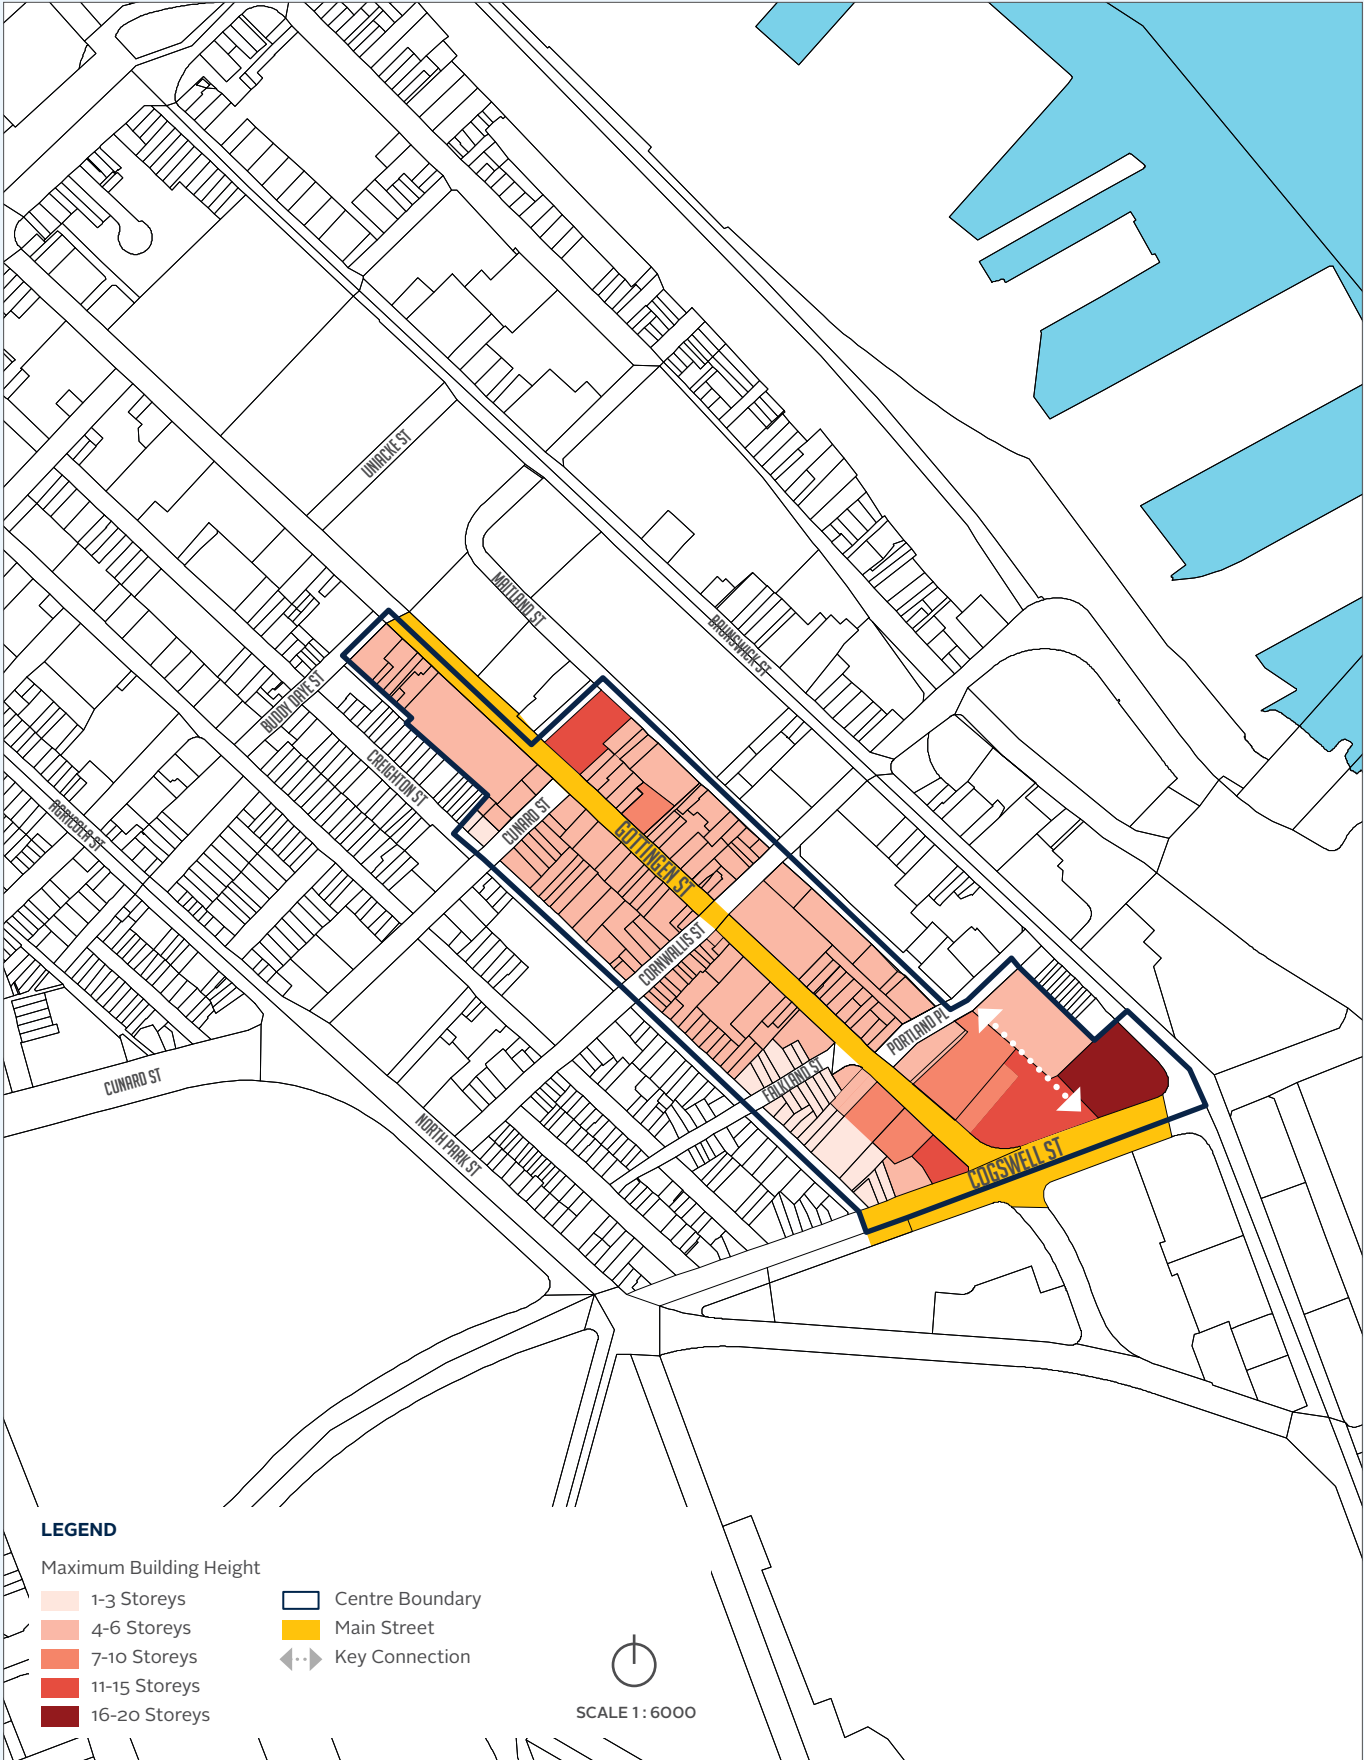 UNIACKE ST
MAITLAND ST
BRUNSWICK ST
BUDDY DAYE ST
CREIGHTON ST
AGRICOLA ST
CUNARD ST
GOTTINGEN ST
CORNWALLIS ST
PORTLAND PL
FALKLAND ST
CUNARD ST
NORTH PARK ST
COGSWELL ST
LEGEND
Maximum Building Height
1-3 Storeys
4-6 Storeys
7-10 Storeys
11-15 Storeys
16-20 Storeys
Centre Boundary
Main Street
Key Connection
SCALE 1 : 6000